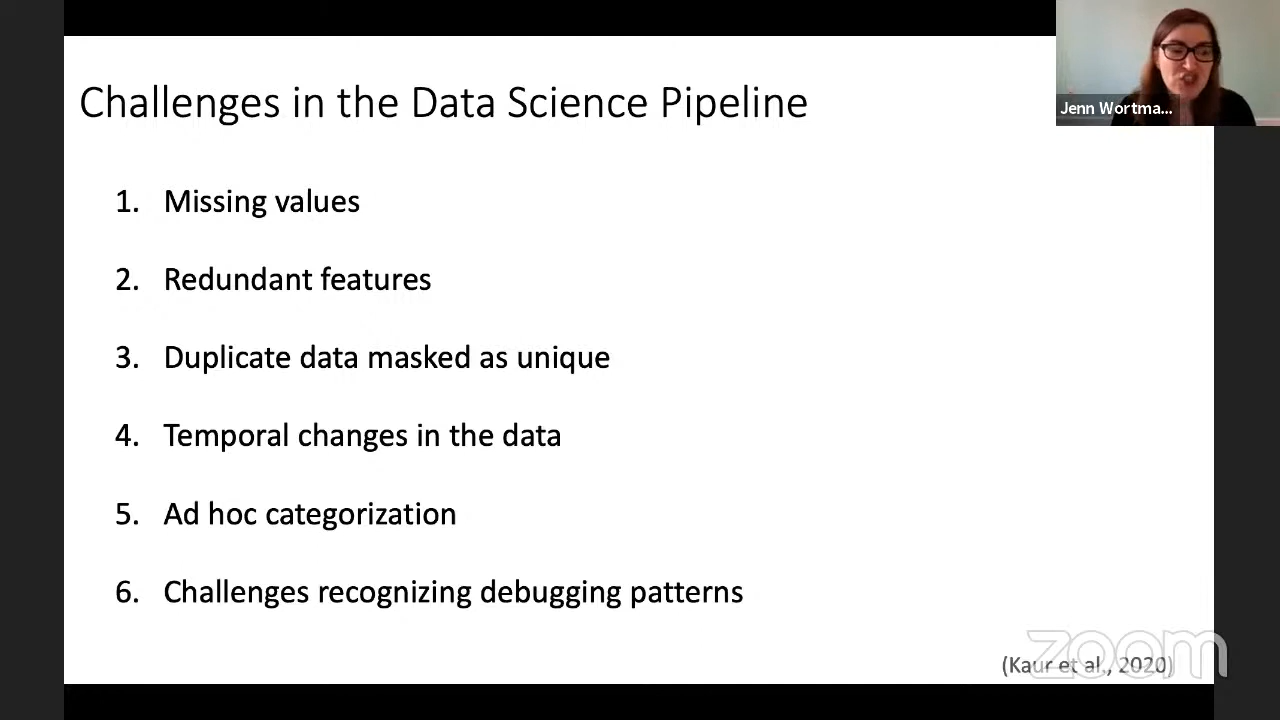 Challenges in the Data Science Pipeline
Jenn Wortma...
1. Missing values
2. Redundant features
3. Duplicate data masked as unique
4. Temporal changes in the data
5. Ad hoc categorization
6. Challenges recognizing debugging patterns
zoom
(Kaur et al., 2020)